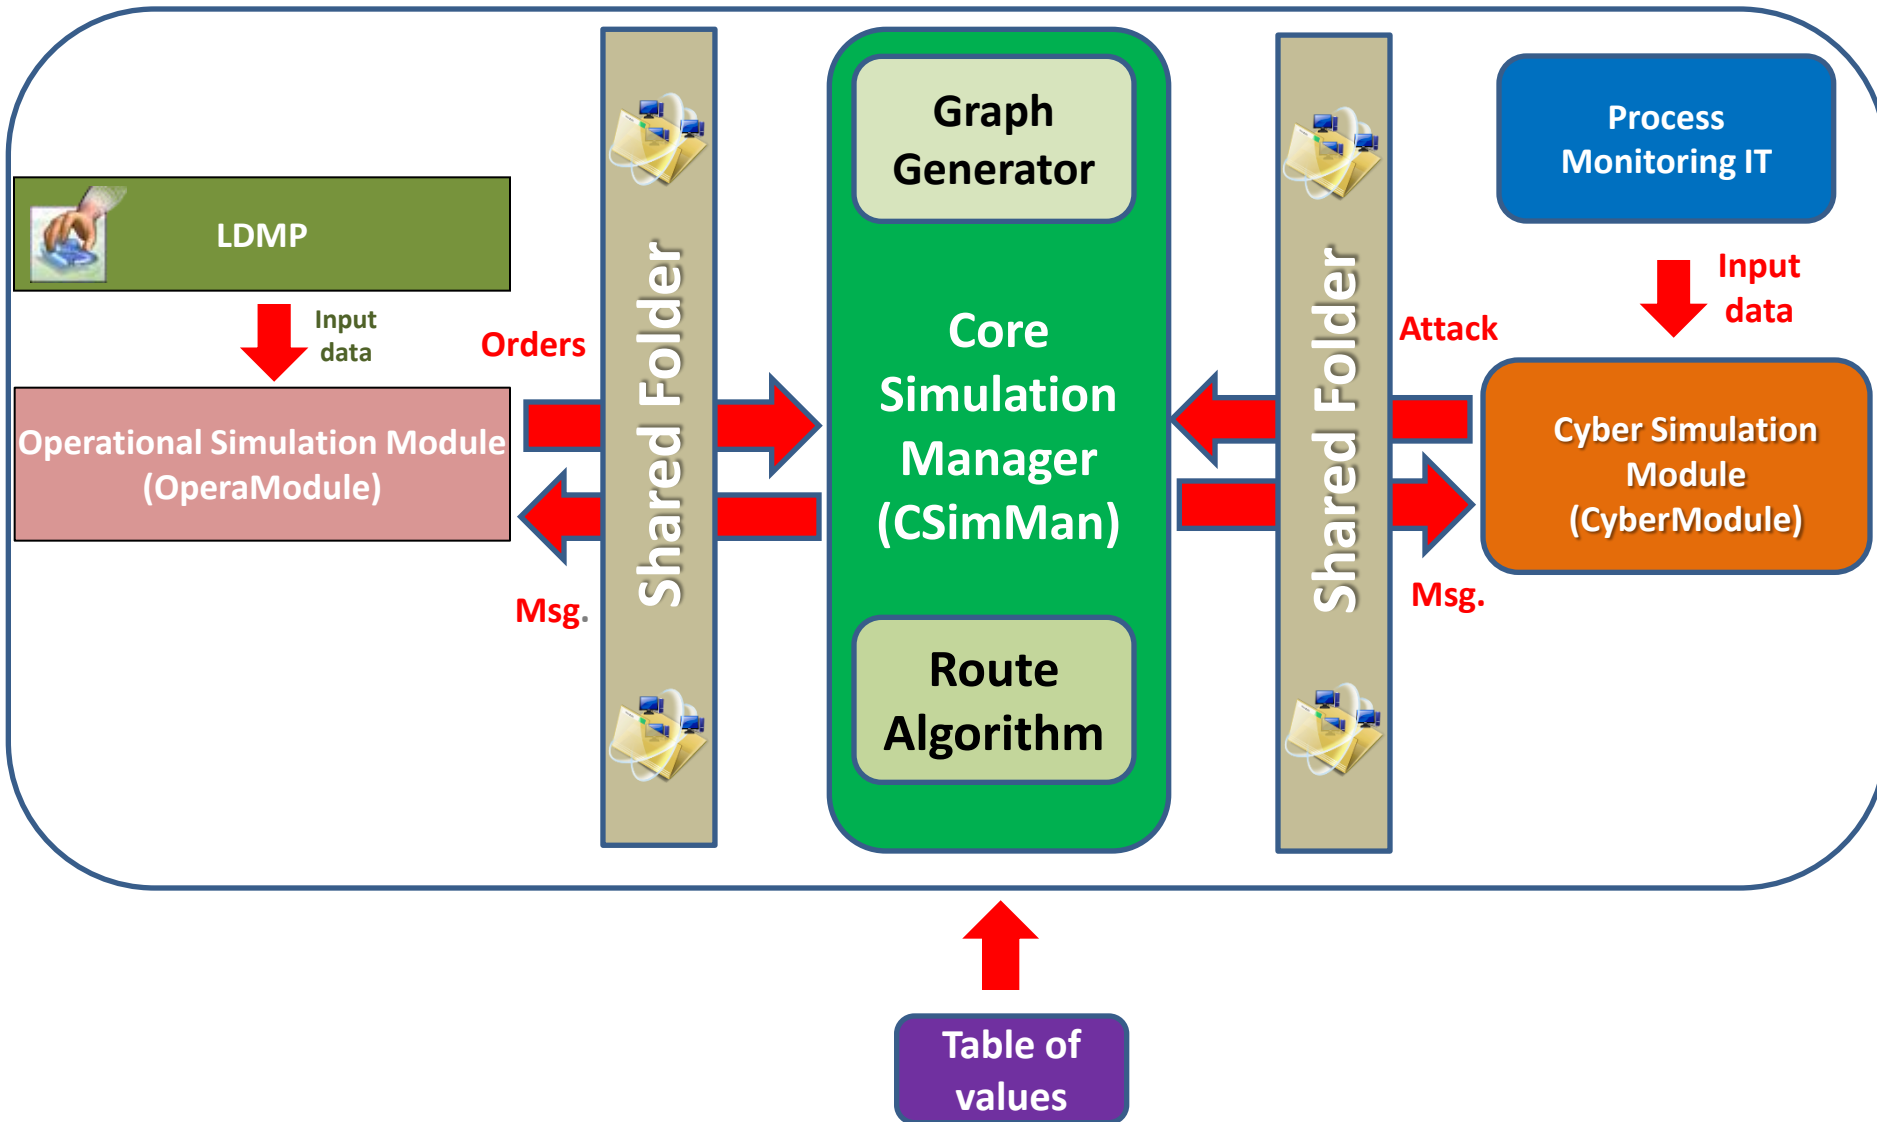 LDMP
Input
data
Operational Simulation Module
(OperaModule)
Orders
Msg.
Shared Folder
Graph
Generator
Core
Simulation
Manager
(CSimMan)
Route
Algorithm
Shared Folder
Attack
Msg.
Process
Monitoring IT
Input
data
Cyber Simulation
Module
(CyberModule)
Table of
values